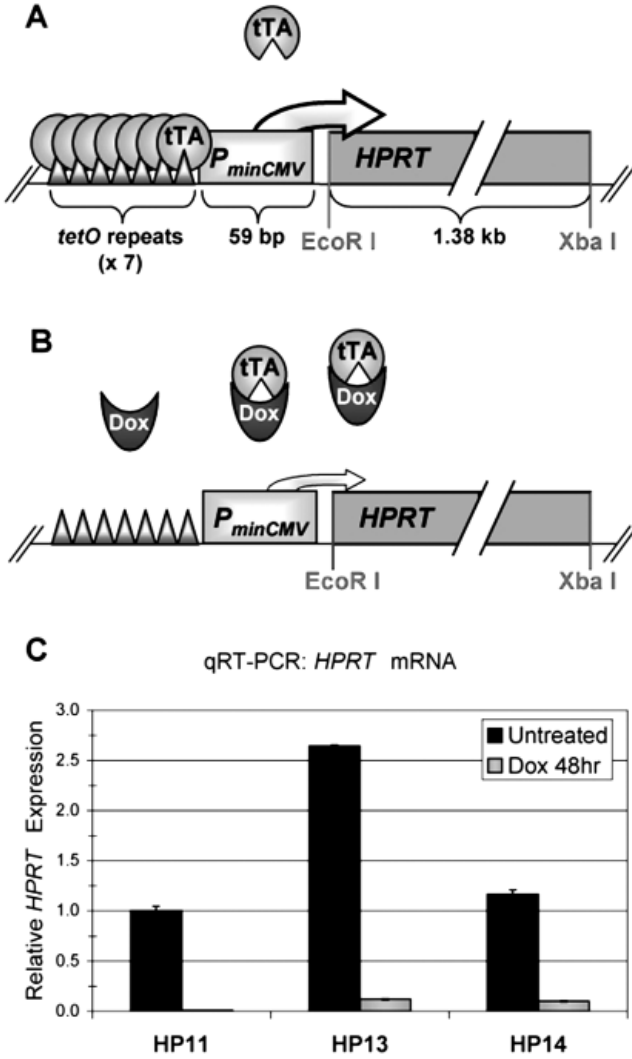 A
tTA
tTA
P minCMV
HPRT
tetO repeats
(x 7)
59 bp
EcoR I
1.38 kb
Xba I
B
Dox
tTA
Dox
tTA
Dox
P minCMV
HPRT
EcoR I
Xba I
C
qRT-PCR: HPRT mRNA
Relative HPRT Expression
3.0
2.5
2.0
1.5
1.0
0.5
0.0
Untreated
Dox 48hr
HP11
HP13
HP14